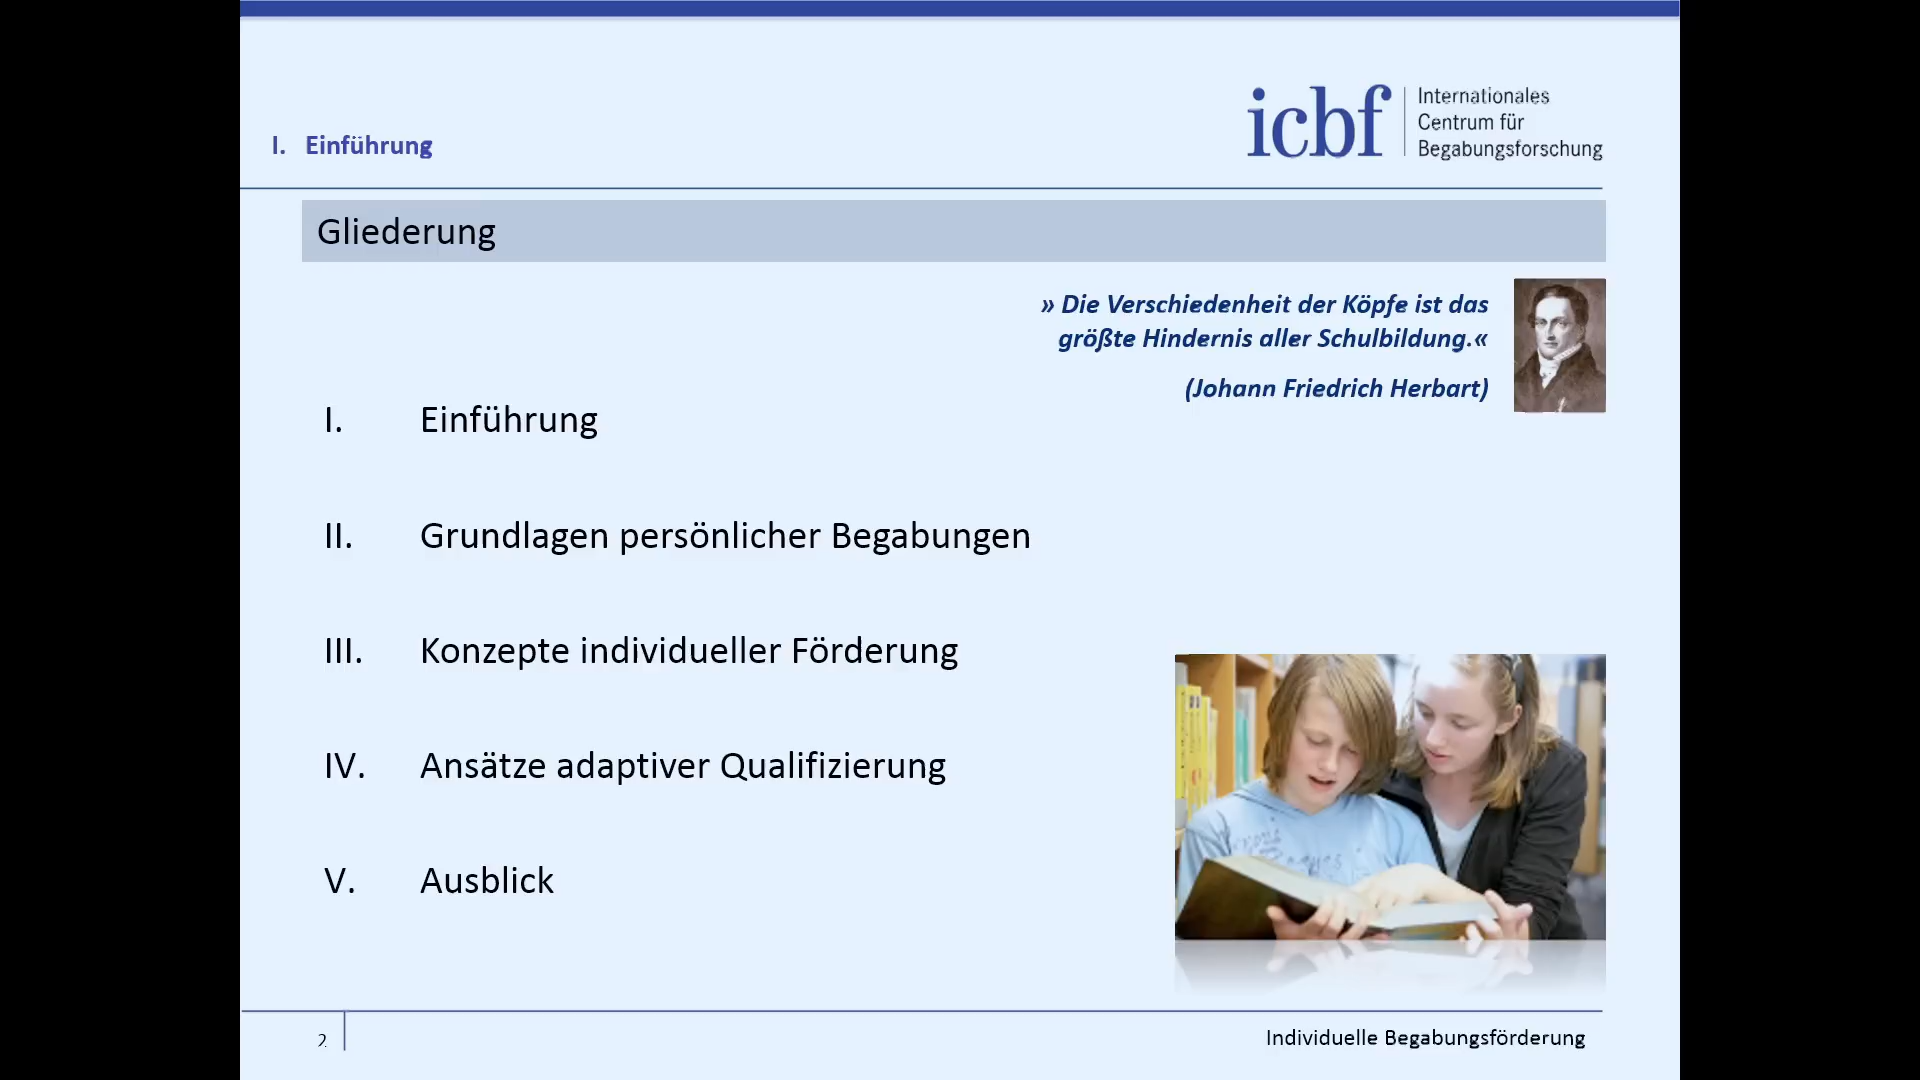 I. Einführung
icbf
Internationales
Centrum für
Begabungsforschung
Gliederung
» Die Verschiedenheit der Köpfe ist das
größte Hindernis aller Schulbildung.«
(Johann Friedrich Herbart)
I. Einführung
II. Grundlagen persönlicher Begabungen
III. Konzepte individueller Förderung
IV. Ansätze adaptiver Qualifizierung
V. Ausblick
2
Individuelle Begabungsförderung